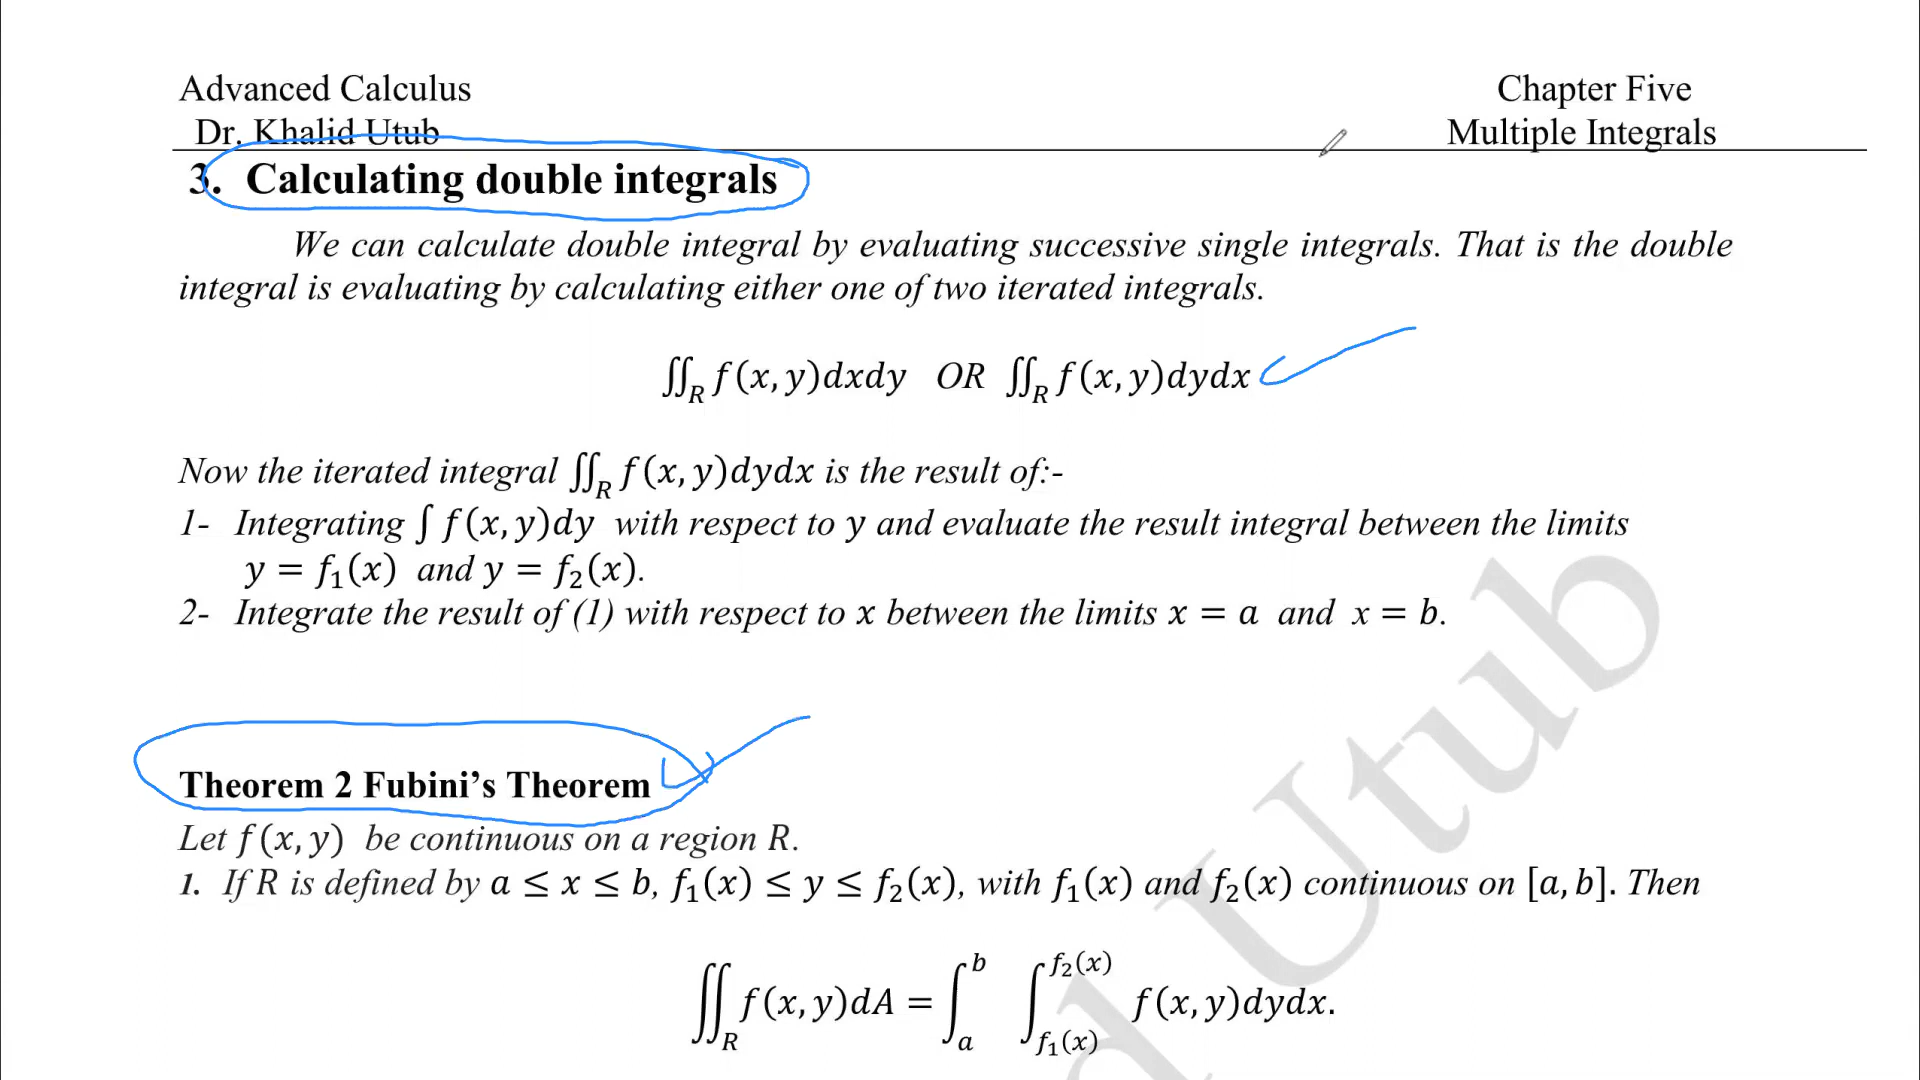 Advanced Calculus
Chapter Five
Dr. Khalid Utub
Multiple Integrals
3. Calculating double integrals
We can calculate double integral by evaluating successive single integrals. That is the double
integral is evaluating by calculating either one of two iterated integrals.
∬_R f(x, y)dxdy OR ∬_R f(x, y)dydx
Now the iterated integral ∬_R f(x, y)dydx is the result of:-
1- Integrating ∫ f(x, y)dy with respect to y and evaluate the result integral between the limits
y = f₁(x) and y = f₂(x).
2- Integrate the result of (1) with respect to x between the limits x = a and x = b.
Theorem 2 Fubini's Theorem
Let f(x, y) be continuous on a region R.
1. If R is defined by a ≤ x ≤ b, f₁(x) ≤ y ≤ f₂(x), with f₁(x) and f₂(x) continuous on [a, b]. Then
∬_R f(x, y)dA = ∫_a^b ∫_{f₁(x)}^{f₂(x)} f(x, y)dydx.
d Utub